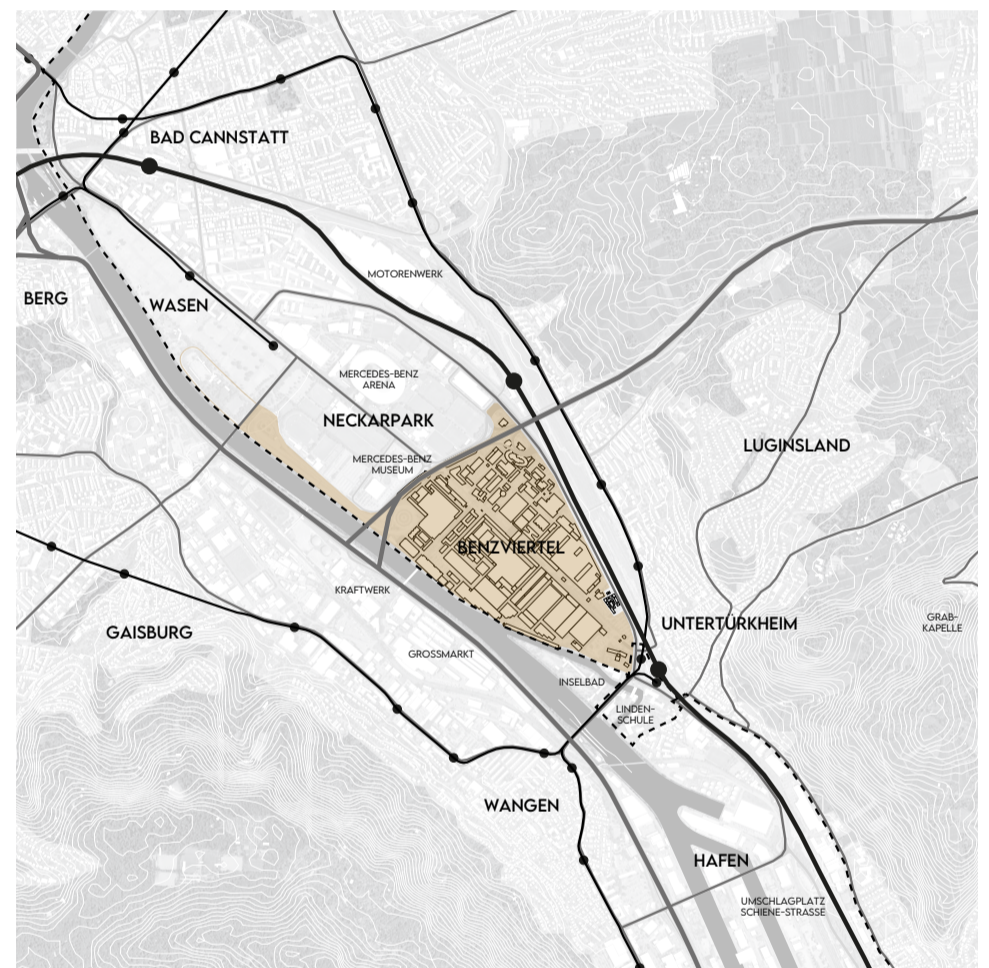 BAD CANNSTATT
MOTORENWERK
BERG
WASEN
MERCEDES-BENZ
ARENA
NECKARPARK
LUGINSLAND
MERCEDES-BENZ
MUSEUM
BENZVIERTEL
KRAFTWERK
GRAB-
KAPELLE
GAISBURG
UNTERTÜRKHEIM
GROSSMARKT
INSELBAD
LINDEN-
SCHULE
WANGEN
HAFEN
UMSCHLAGPLATZ
SCHIENE-STRASSE